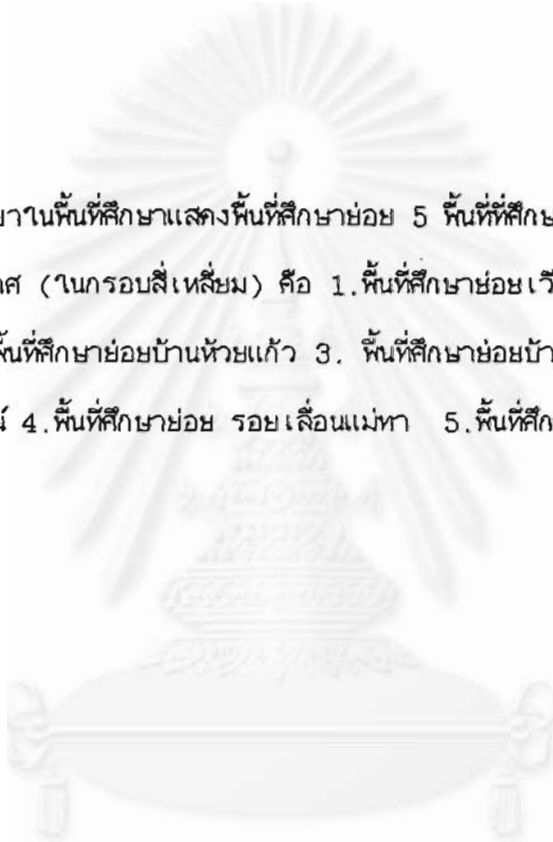 ยาในพื้นที่ศึกษาแสดงพื้นที่ศึกษาย่อย 5 พื้นที่ที่ศึกษ
าศ (ในกรอบสี่เหลี่ยม) คือ 1.พื้นที่ศึกษาย่อยเวี
พื้นที่ศึกษาย่อยบ้านห้วยแก้ว 3. พื้นที่ศึกษาย่อยบ้า
น์ 4.พื้นที่ศึกษาย่อย รอยเลื่อนแม่ทา 5.พื้นที่ศึก